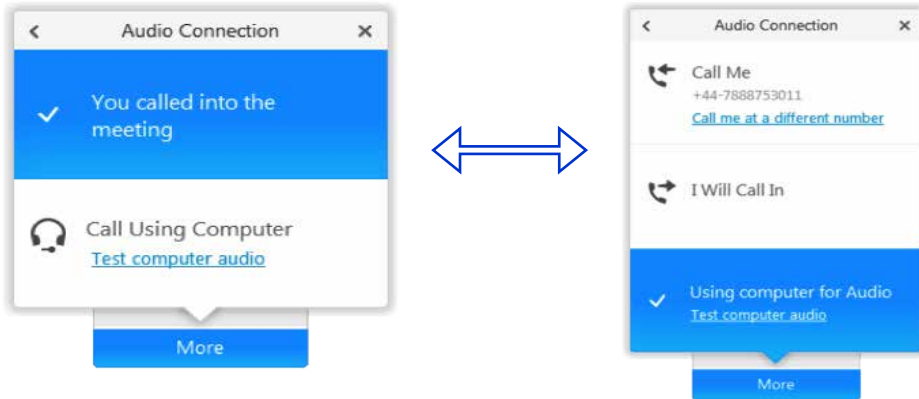 Audio Connection
You called into the
meeting
Call Using Computer
Test computer audio
More
Audio Connection
Call Me
+44-7888753011
Call me at a different number
I Will Call In
Using computer for Audio
Test computer audio
More